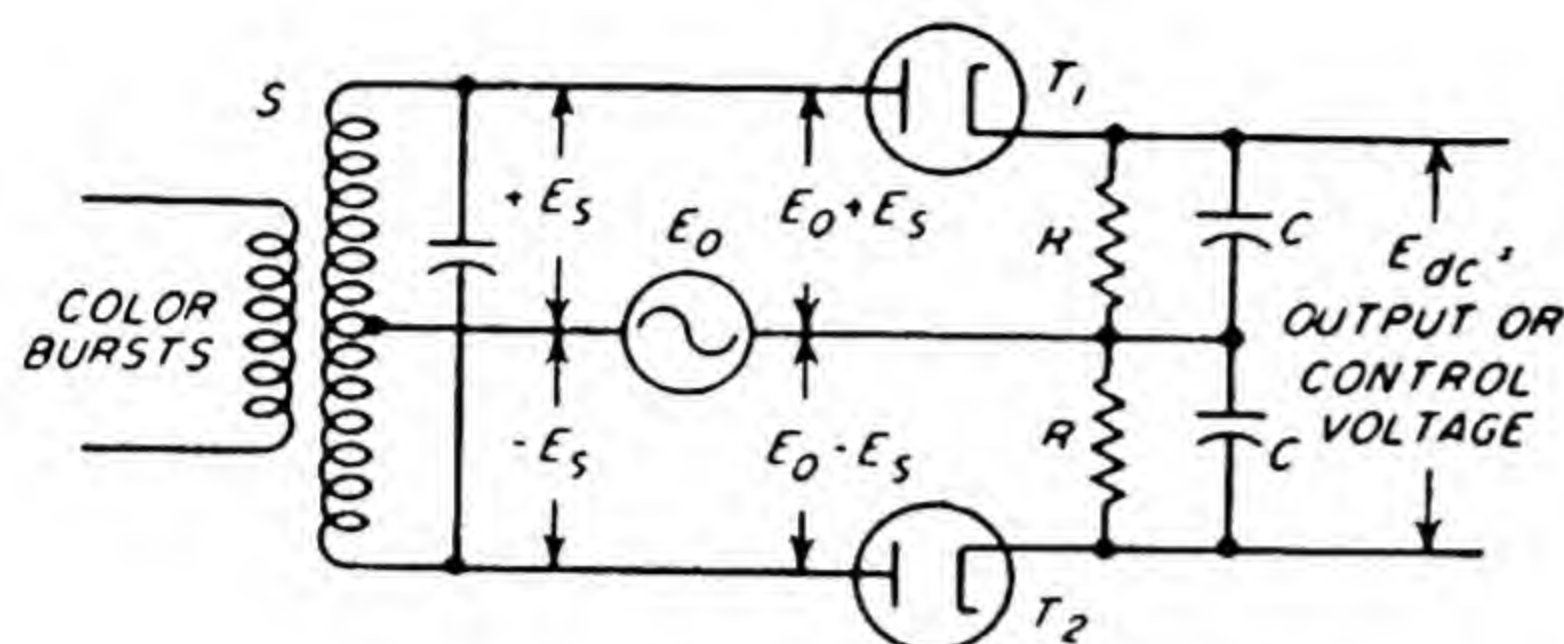 S
COLOR
BURSTS
+ES
EO
EO+ES
-ES
EO-ES
T1
T2
R
R
C
C
Edc'
OUTPUT OR
CONTROL
VOLTAGE